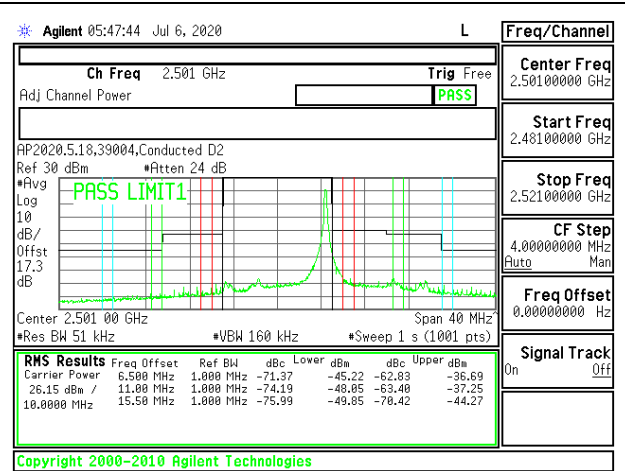 Agilent 05:47:44 Jul 6, 2020 L Freq/Channel
Ch Freq 2.501 GHz Trig Free
Adj Channel Power PASS
Center Freq
2.50100000 GHz
Start Freq
2.48100000 GHz
Stop Freq
2.52100000 GHz
CF Step
4.00000000 MHz
Auto Man
Freq Offset
0.00000000 Hz
Signal Track
On Off
AP2020.5.18,39004,Conducted D2
Ref 30 dBm #Atten 24 dB
#Avg
Log
10
dB/
Offst
17.3
dB
PASS LIMIT1
Center 2.501 00 GHz Span 40 MHz^
#Res BW 51 kHz #VBW 160 kHz #Sweep 1 s (1001 pts)
RMS Results Freq Offset Ref BW dBc Lower dBm dBc Upper dBm
Carrier Power 6.500 MHz 1.000 MHz -71.37 -45.22 -62.83 -36.69
26.15 dBm / 11.00 MHz 1.000 MHz -74.19 -48.05 -63.40 -37.25
10.0000 MHz 15.50 MHz 1.000 MHz -75.99 -49.85 -70.42 -44.27
Copyright 2000-2010 Agilent Technologies